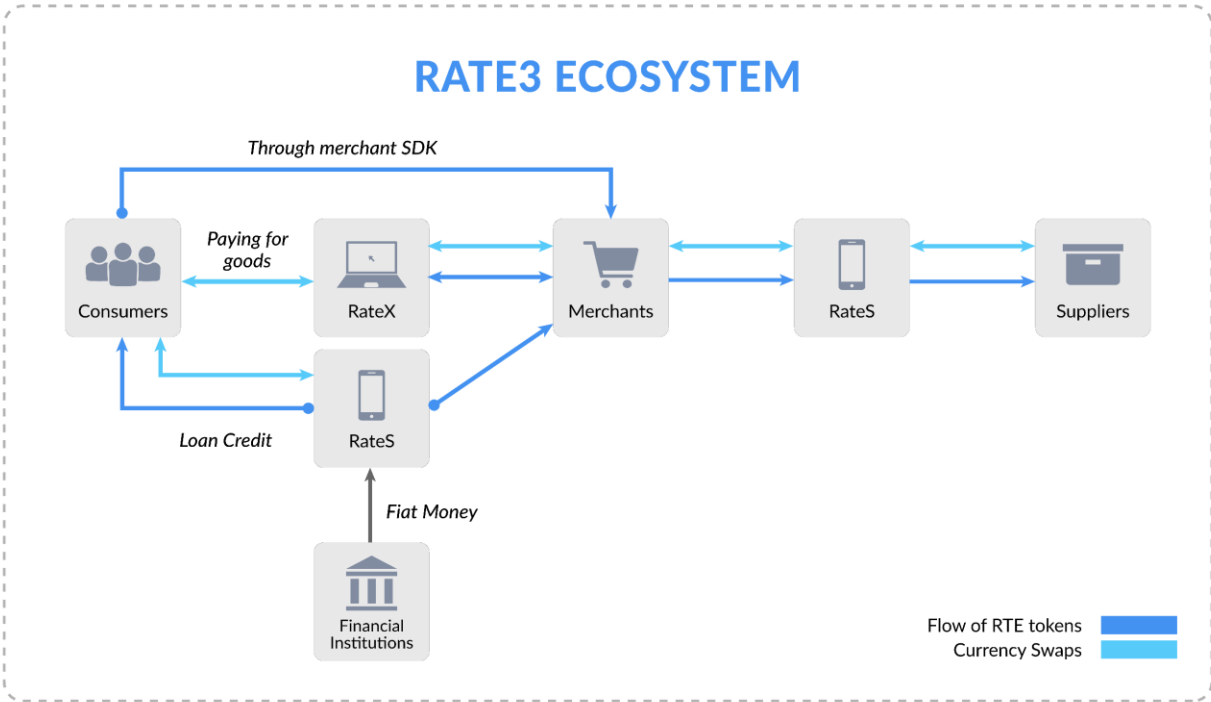 RATE3 ECOSYSTEM
Through merchant SDK
Paying for
goods
Consumers
RateX
Merchants
RateS
Suppliers
RateS
Loan Credit
Fiat Money
Financial
Institutions
Flow of RTE tokens
Currency Swaps